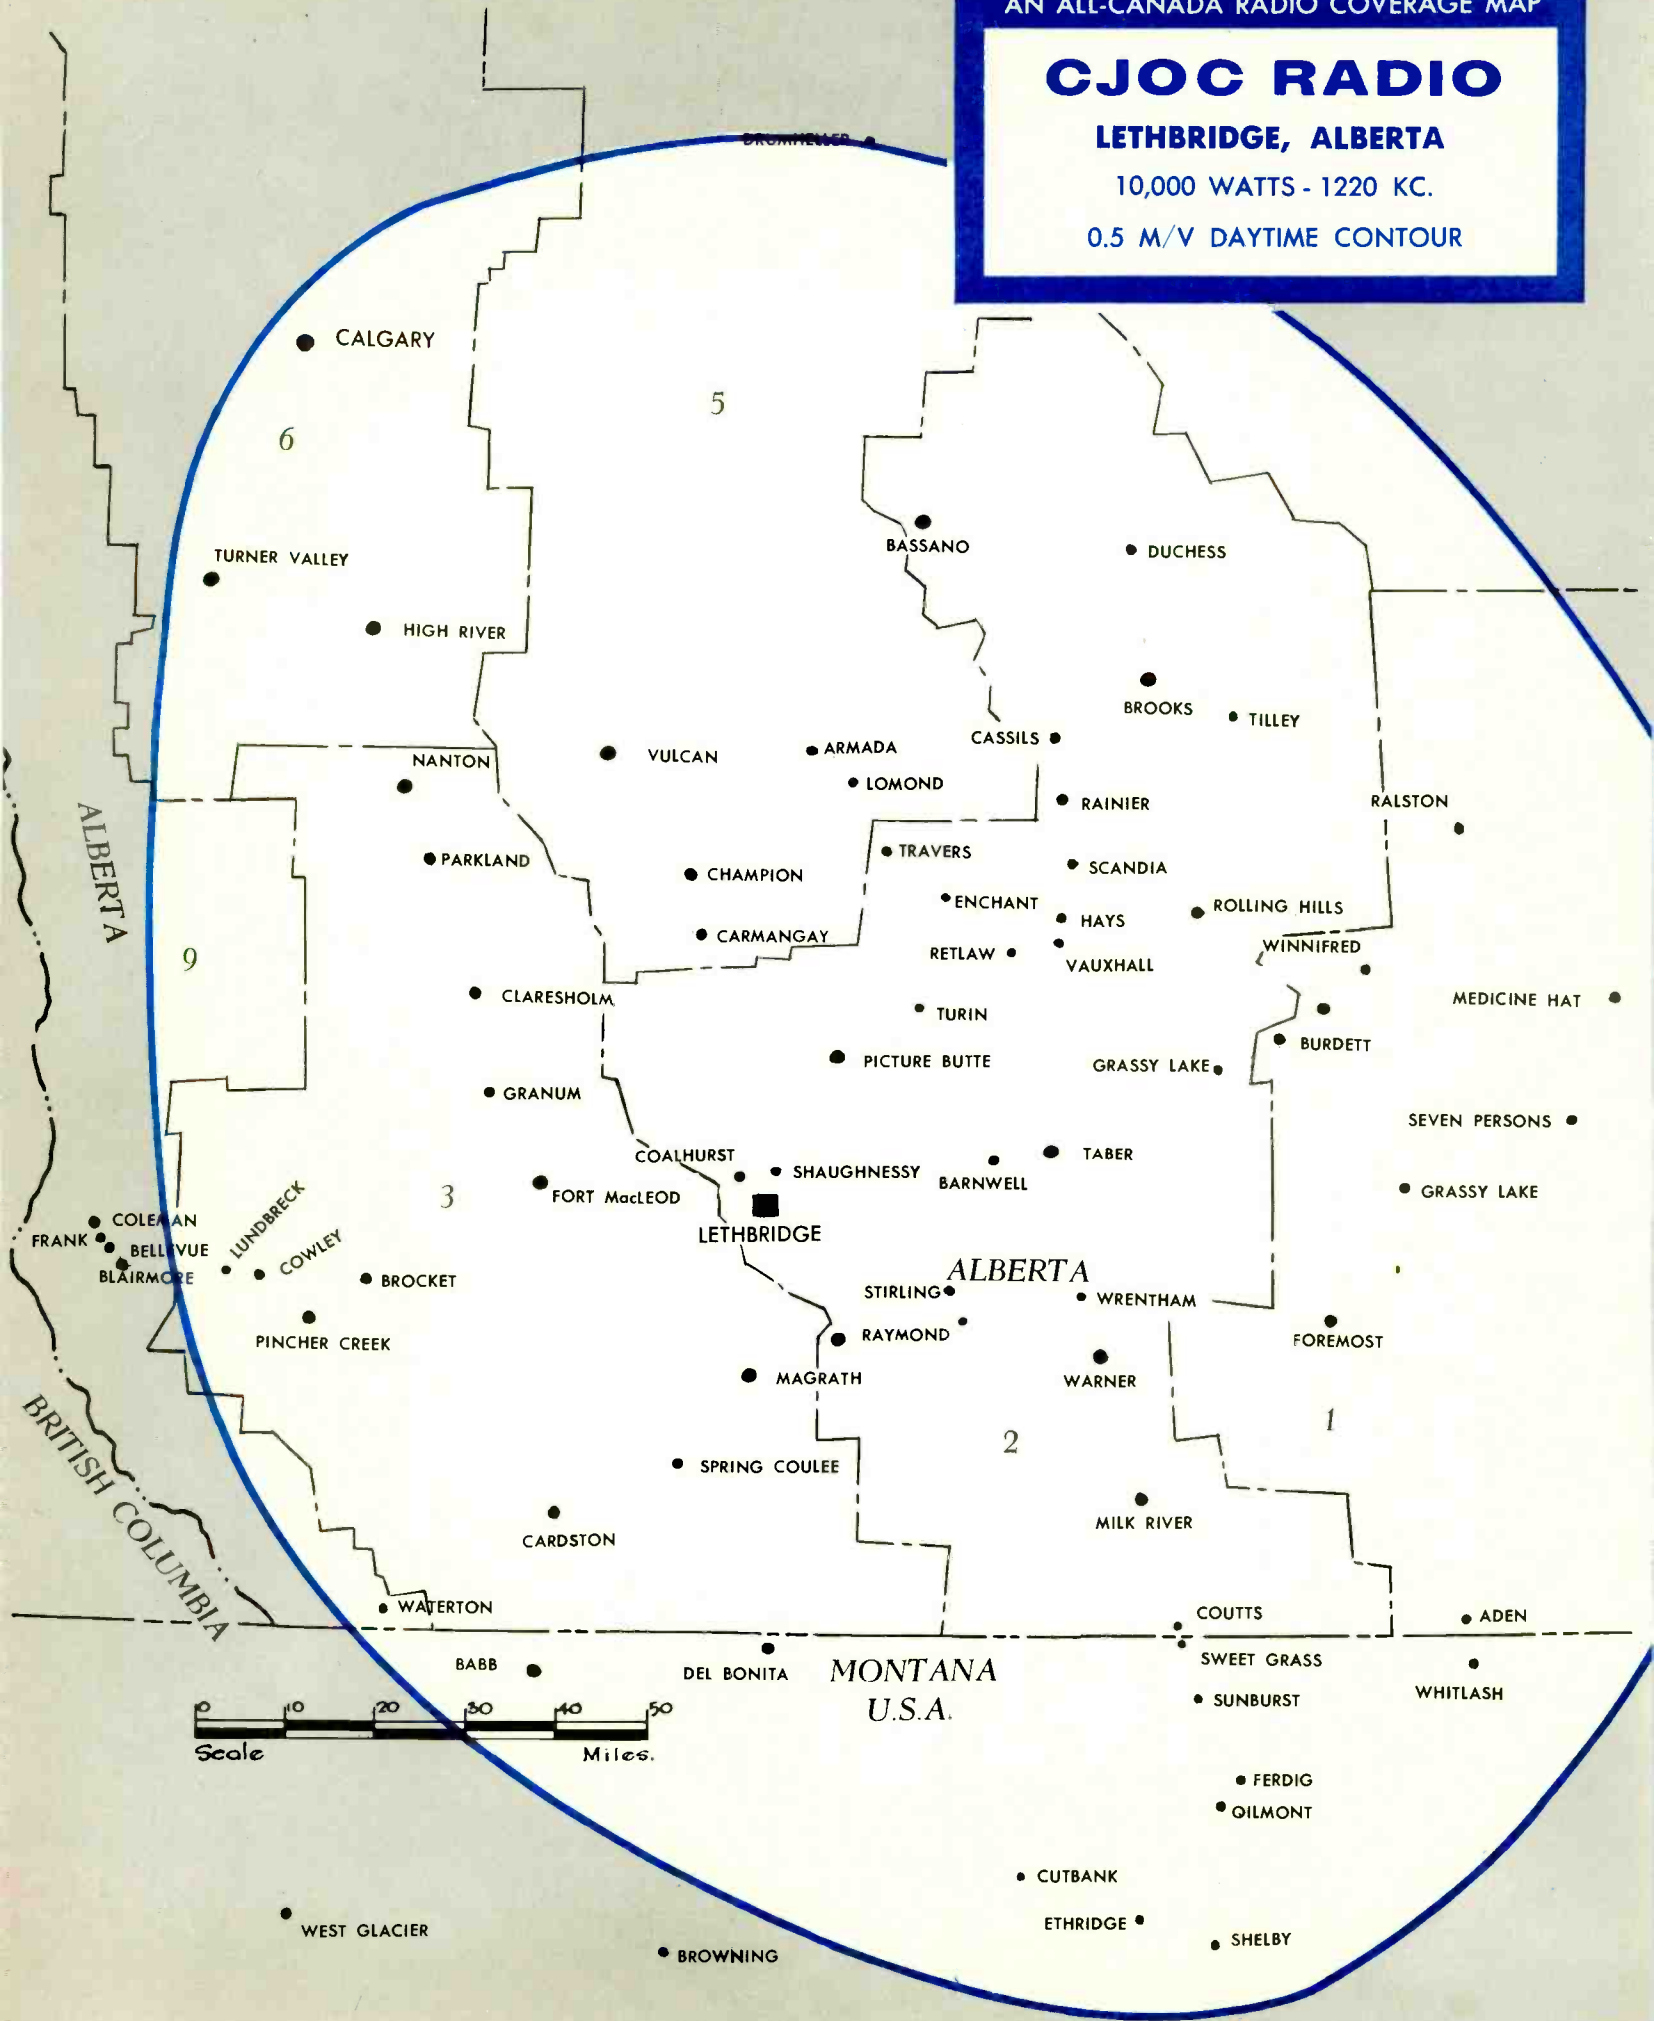 AN ALL-CANADA RADIO COVERAGE MAP
CJOC RADIO
LETHBRIDGE, ALBERTA
10,000 WATTS - 1220 KC.
0.5 M/V DAYTIME CONTOUR
DRUMHELLER
CALGARY
5
6
BASSANO
DUCHESS
TURNER VALLEY
HIGH RIVER
BROOKS
TILLEY
CASSILS
ARMADA
VULCAN
NANTON
LOMOND
RALSTON
RAINIER
ALBERTA
TRAVERS
PARKLAND
SCANDIA
CHAMPION
ENCHANT
ROLLING HILLS
HAYS
CARMANGAY
WINNIFRED
RETLAW
9
VAUXHALL
CLARESHOLM
MEDICINE HAT
TURIN
BURDETT
PICTURE BUTTE
GRASSY LAKE
GRANUM
SEVEN PERSONS
COALHURST
TABER
SHAUGHNESSY
BARNWELL
GRASSY LAKE
3
FORT MacLEOD
COLEMAN
LUNDBRECK
LETHBRIDGE
FRANK
BELLEVUE
COWLEY
ALBERTA
BLAIRMORE
BROCKET
STIRLING
WRENTHAM
RAYMOND
PINCHER CREEK
FOREMOST
MAGRATH
WARNER
1
2
SPRING COULEE
BRITISH COLUMBIA
MILK RIVER
CARDSTON
WATERTON
COUTTS
ADEN
SWEET GRASS
BABB
DEL BONITA
MONTANA
U.S.A.
WHITLASH
SUNBURST
0 10 20 30 40 50
Scale Miles.
FERDIG
OILMONT
CUTBANK
ETHRIDGE
WEST GLACIER
SHELBY
BROWNING